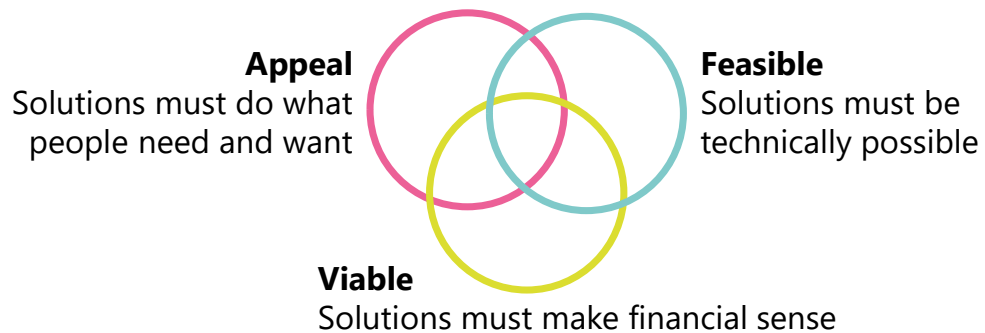 Appeal
Solutions must do what
people need and want
Feasible
Solutions must be
technically possible
Viable
Solutions must make financial sense